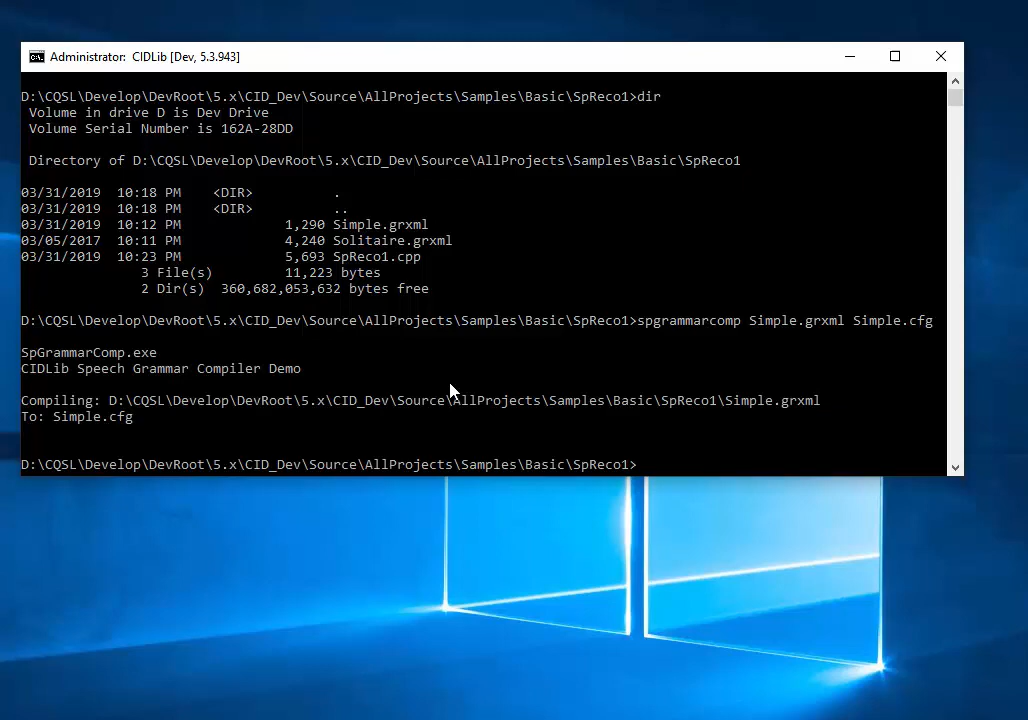 Administrator: CIDLib [Dev, 5.3.943]
D:\CQSL\Develop\DevRoot\5.x\CID_Dev\Source\AllProjects\Samples\Basic\SpReco1>dir
Volume in drive D is Dev Drive
Volume Serial Number is 162A-28DD
Directory of D:\CQSL\Develop\DevRoot\5.x\CID_Dev\Source\AllProjects\Samples\Basic\SpReco1
03/31/2019  10:18 PM    <DIR>          .
03/31/2019  10:18 PM    <DIR>          ..
03/31/2019  10:12 PM             1,290 Simple.grxml
03/05/2017  10:11 PM             4,240 Solitaire.grxml
03/31/2019  10:23 PM             5,693 SpReco1.cpp
3 File(s)         11,223 bytes
2 Dir(s)  360,682,053,632 bytes free
D:\CQSL\Develop\DevRoot\5.x\CID_Dev\Source\AllProjects\Samples\Basic\SpReco1>spgrammarcomp Simple.grxml Simple.cfg
SpGrammarComp.exe
CIDLib Speech Grammar Compiler Demo
Compiling: D:\CQSL\Develop\DevRoot\5.x\CID_Dev\Source\AllProjects\Samples\Basic\SpReco1\Simple.grxml
To: Simple.cfg
D:\CQSL\Develop\DevRoot\5.x\CID_Dev\Source\AllProjects\Samples\Basic\SpReco1>